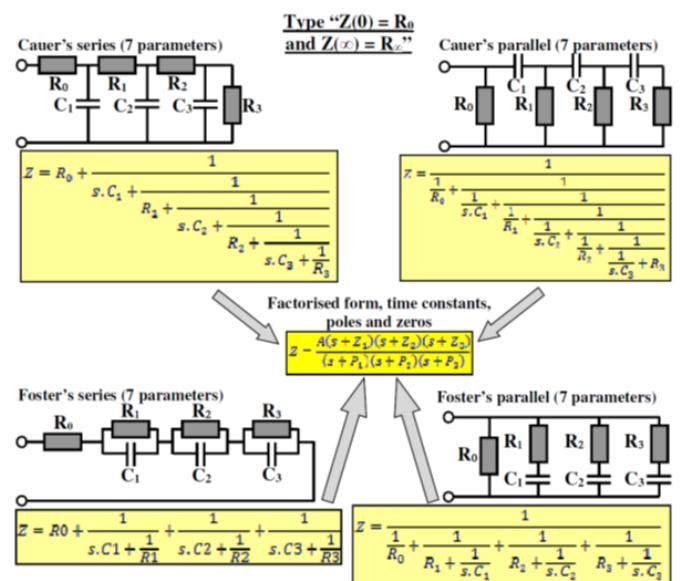 Type “Z(0) = R₀
and Z(∞) = R∞”
Cauer’s series (7 parameters)
R₀ R₁ R₂
C₁ C₂ C₃ R₃
Z = R₀ + 1 / (s.C₁ + 1 / (R₁ + 1 / (s.C₂ + 1 / (R₂ + 1 / (s.C₃ + 1/R₃)))))
Cauer’s parallel (7 parameters)
C₁ C₂ C₃
R₀ R₁ R₂ R₃
Z = 1 / (1/R₀ + 1 / (1/s.C₁ + 1 / (1/R₁ + 1 / (1/s.C₂ + 1 / (1/R₂ + 1 / (1/s.C₃ + R₃))))))
Factorised form, time constants,
poles and zeros
Z = A(s + Z₁)(s + Z₂)(s + Z₃) / (s + P₁)(s + P₂)(s + P₃)
Foster’s series (7 parameters)
R₀ R₁ R₂ R₃
C₁ C₂ C₃
Z = R0 + 1 / (s.C1 + 1/R1) + 1 / (s.C2 + 1/R2) + 1 / (s.C3 + 1/R3)
Foster’s parallel (7 parameters)
R₀ R₁ R₂ R₃
C₁ C₂ C₃
Z = 1 / (1/R₀ + 1 / (R₁ + 1/s.C₁) + 1 / (R₂ + 1/s.C₂) + 1 / (R₃ + 1/s.C₃))